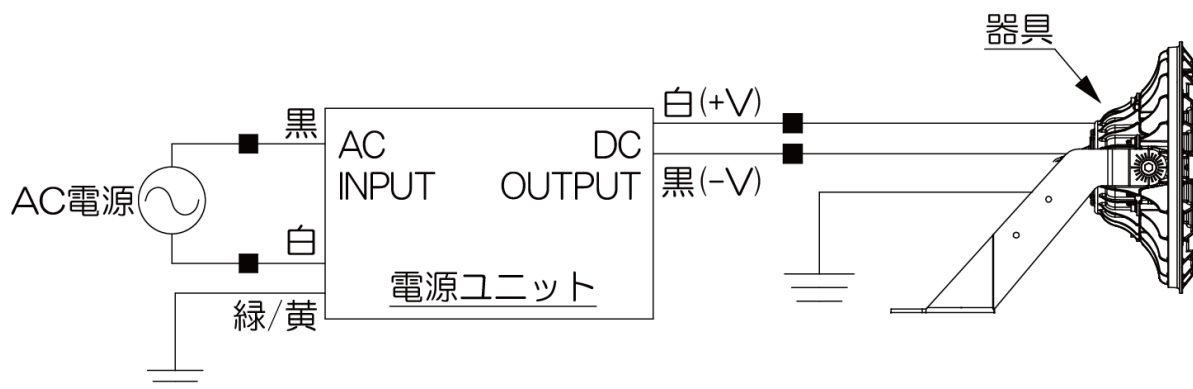 器具
白(+V)
黒
AC
INPUT
DC
OUTPUT
黒(-V)
AC電源
白
電源ユニット
緑/黄